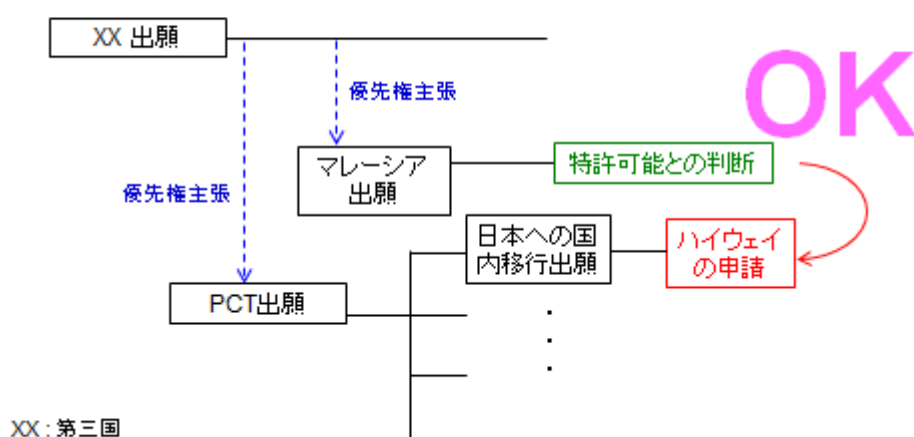 XX 出願
OK
優先権主張
マレーシア
出願
特許可能との判断
優先権主張
日本への国
内移行出願
ハイウェイ
の申請
PCT出願
・
・
・
XX : 第三国